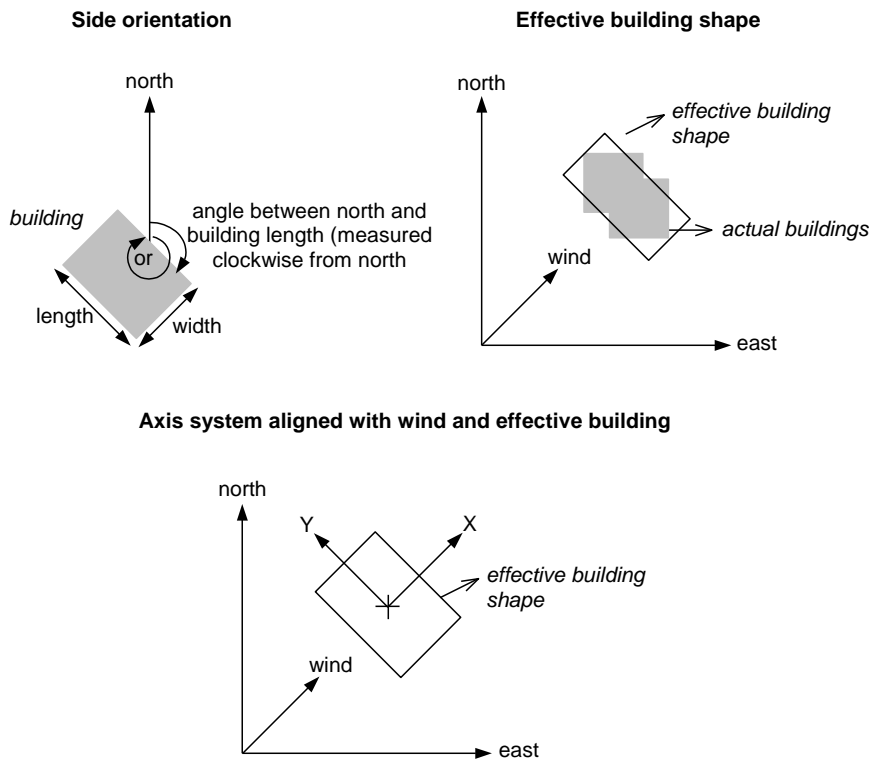 Side orientation
north
building
angle between north and
building length (measured
clockwise from north
or
length
width
Effective building shape
north
effective building
shape
actual buildings
wind
east
Axis system aligned with wind and effective building
north
Y
X
effective building
shape
wind
east